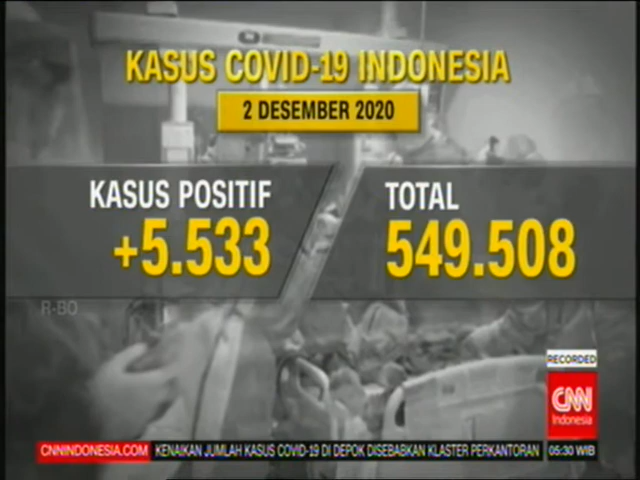 KASUS COVID-19 INDONESIA
2 DESEMBER 2020
KASUS POSITIF
+5.533
TOTAL
549.508
R-BO
RECORDED
CNN
Indonesia
CNNINDONESIA.COM KENAIKAN JUMLAH KASUS COVID-19 DI DEPOK DISEBABKAN KLASTER PERKANTORAN 05:30 WIB